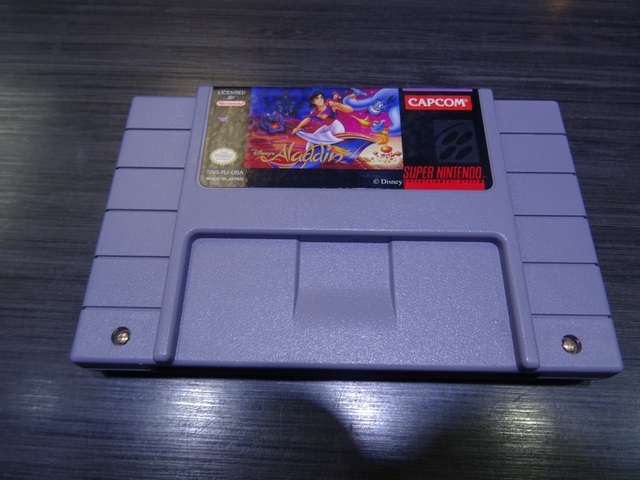 LICENSED
BY
Nintendo
CAPCOM
Disney's
Aladdin
SNS-RJ-USA
MADE IN JAPAN
© Disney
SUPER NINTENDO
ENTERTAINMENT SYSTEM